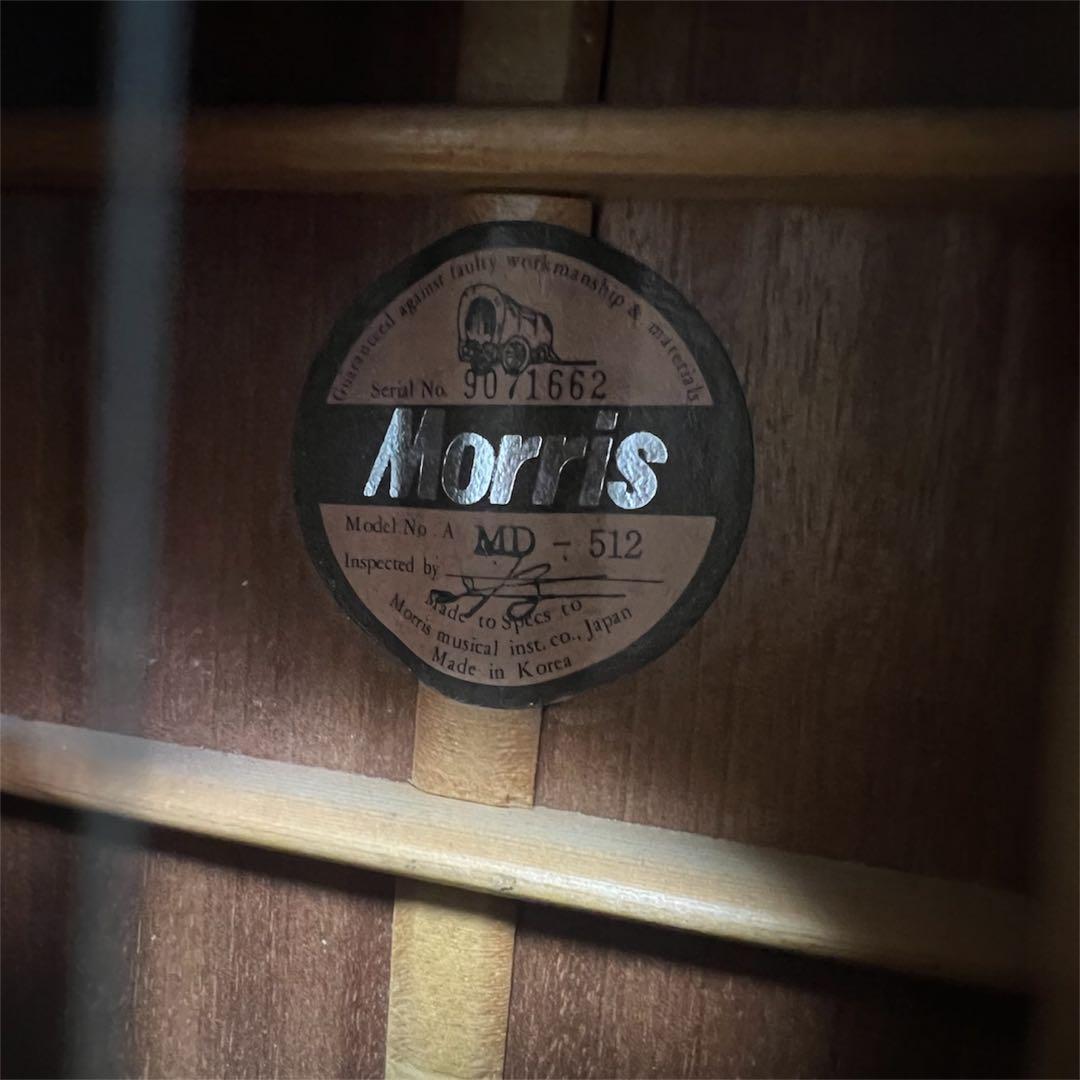 Guaranteed against faulty workmanship & materials
Serial No. 9071662
Morris
Model No. A MD - 512
Inspected by
Made to Specs to
Morris musical inst. co., Japan
Made in Korea